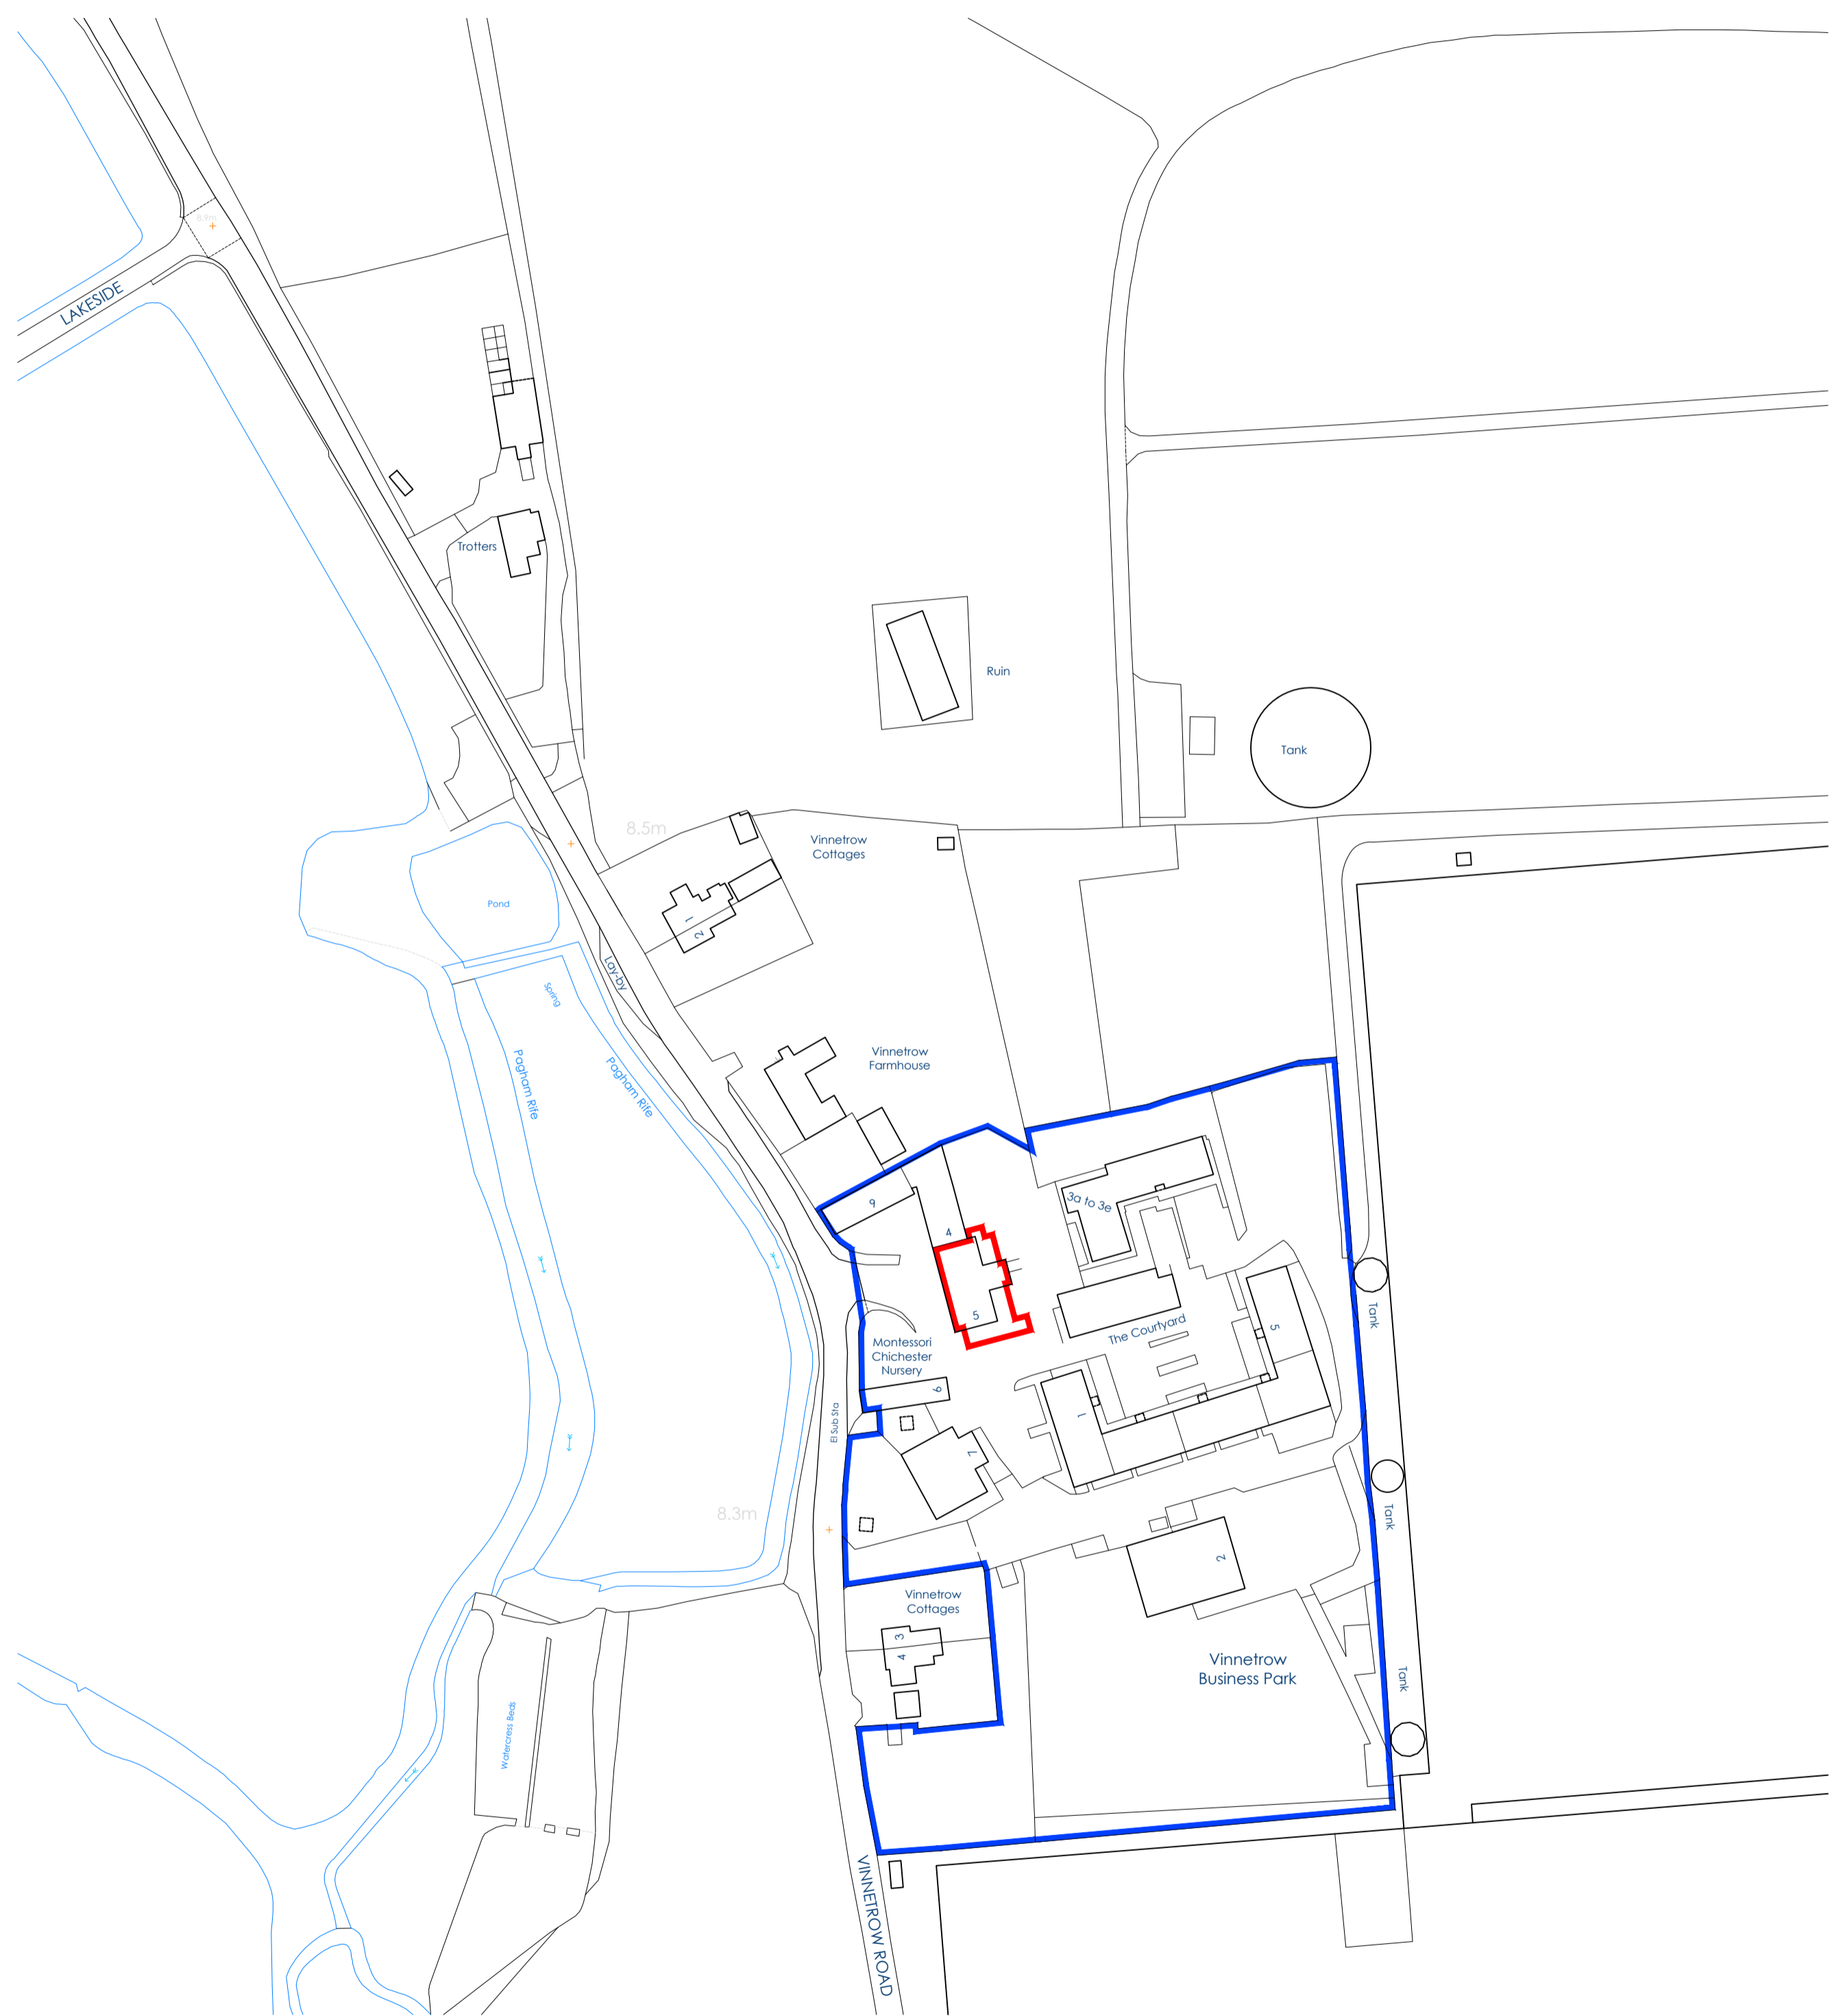 8.9m
LAKESIDE
Trotters
Ruin
Tank
8.5m
Vinnetrow
Cottages
Pond
1
2
Lay-by
Spring
Pagham Rife
Pagham Rife
Vinnetrow
Farmhouse
9
4
3a to 3e
5
The Courtyard
5
Tank
Montessori
Chichester
Nursery
6
El Sub Sta
1
7
8.3m
Tank
2
Vinnetrow
Cottages
3
4
Vinnetrow
Business Park
Tank
Watercress Beds
VINNETROW ROAD